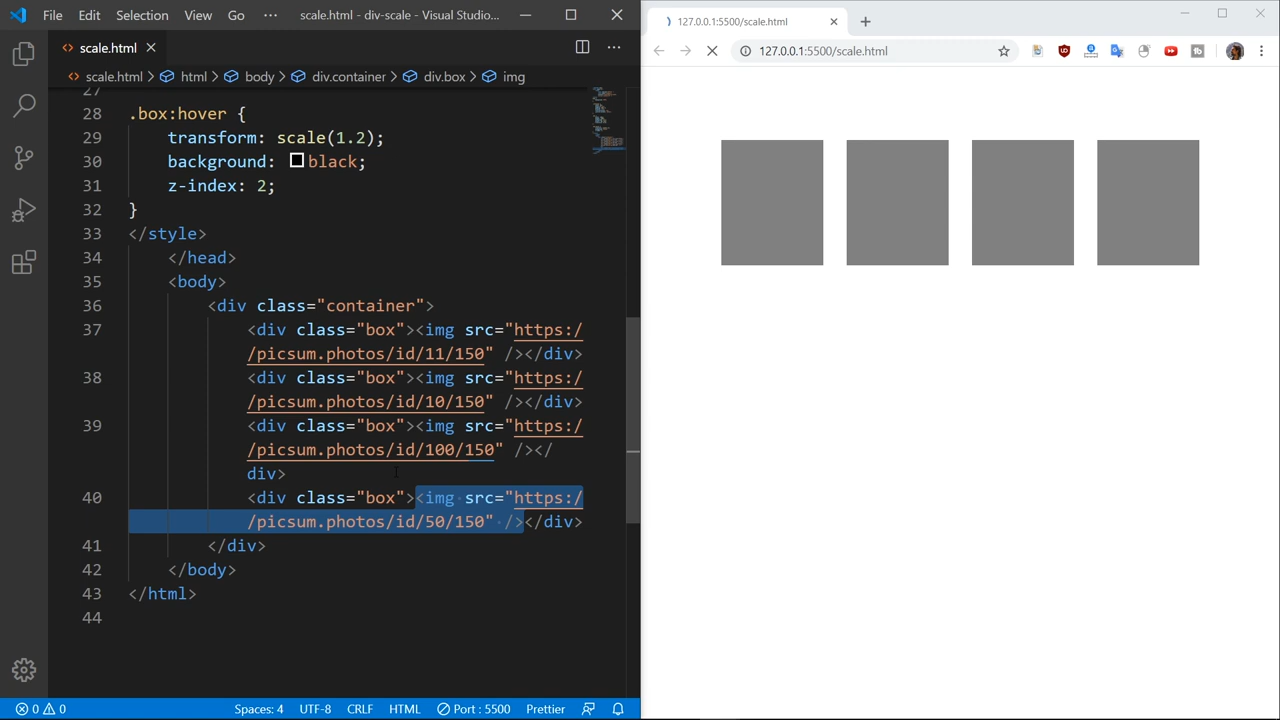 File Edit Selection View Go ··· scale.html - div-scale - Visual Studio...
scale.html
scale.html > html > body > div.container > div.box > img
27
28 .box:hover {
29 transform: scale(1.2);
30 background: black;
31 z-index: 2;
32 }
33 </style>
34 </head>
35 <body>
36 <div class="container">
37 <div class="box"><img src="https:/
/picsum.photos/id/11/150" /></div>
38 <div class="box"><img src="https:/
/picsum.photos/id/10/150" /></div>
39 <div class="box"><img src="https:/
/picsum.photos/id/100/150" /></
div>
40 <div class="box"><img src="https:/
/picsum.photos/id/50/150" /></div>
41 </div>
42 </body>
43 </html>
44
0 0 Spaces: 4 UTF-8 CRLF HTML Port : 5500 Prettier
127.0.0.1:5500/scale.html
127.0.0.1:5500/scale.html